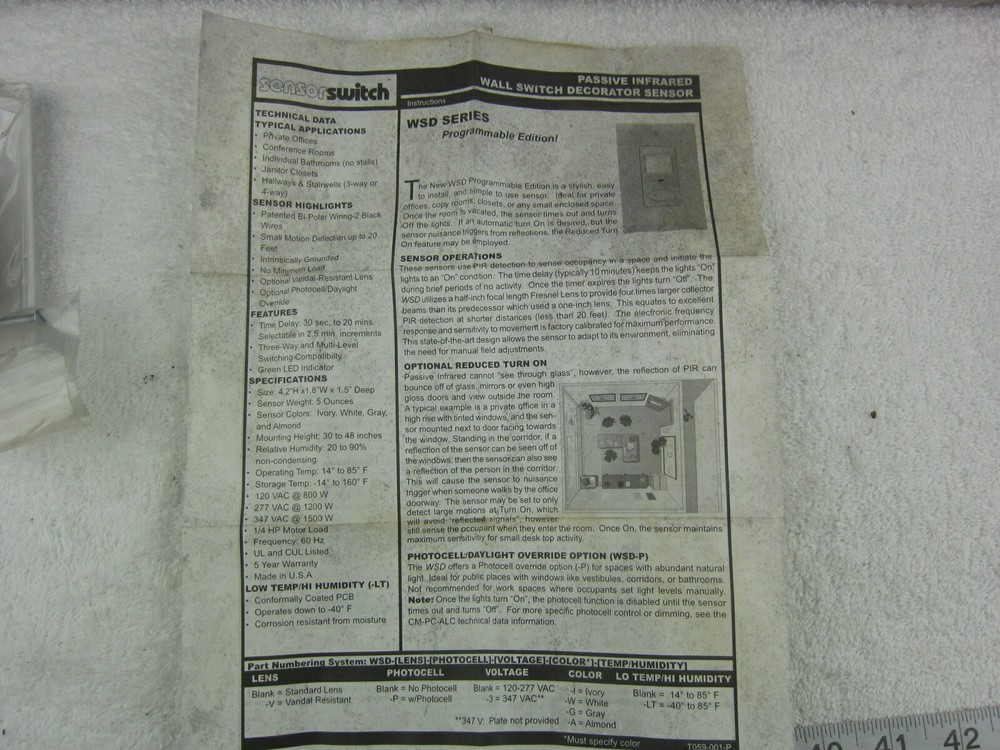 sensorswitch
PASSIVE INFRARED
WALL SWITCH DECORATOR SENSOR
Instructions
TECHNICAL DATA
TYPICAL APPLICATIONS
• Private Offices
• Conference Rooms
• Individual Bathrooms (no stalls)
• Janitor Closets
• Hallways & Stairwells (3-way or
4-way)
SENSOR HIGHLIGHTS
• Patented Bi-Polar Wiring-2 Black
Wires
• Small Motion Detection up to 20
Feet
• Intrinsically Grounded
• No Minimum Load
• Optional Vandal-Resistant Lens
• Optional Photocell/Daylight
Override
FEATURES
• Time Delay: 30 sec. to 20 mins.
Selectable in 2.5 min. increments
• Three-Way and Multi-Level
Switching Compatibility
• Green LED Indicator
SPECIFICATIONS
• Size: 4.2"H x 1.8"W x 1.5" Deep
• Sensor Weight: 5 Ounces
• Sensor Colors: Ivory, White, Gray,
and Almond
• Mounting Height: 30 to 48 inches
• Relative Humidity: 20 to 90%
non-condensing
• Operating Temp: 14° to 85° F
• Storage Temp: -14° to 160° F
• 120 VAC @ 800 W
• 277 VAC @ 1200 W
• 347 VAC @ 1500 W
• 1/4 HP Motor Load
• Frequency: 60 Hz
• UL and CUL Listed
• 5 Year Warranty
• Made in U.S.A
LOW TEMP/HI HUMIDITY (-LT)
• Conformally Coated PCB
• Operates down to -40° F
• Corrosion resistant from moisture
WSD SERIES
Programmable Edition!
The New WSD Programmable Edition is a stylish, easy
to install, and simple to use sensor. Ideal for private
offices, copy rooms, closets, or any small enclosed space.
Once the room is vacated, the sensor times out and turns
Off the lights. If an automatic turn On is desired, but the
sensor nuisance triggers from reflections, the Reduced Turn
On feature may be employed.
SENSOR OPERATIONS
These sensors use PIR detection to sense occupancy in a space and initiate the
lights to an "On" condition. The time delay (typically 10 minutes) keeps the lights "On"
during brief periods of no activity. Once the timer expires the lights turn "Off". The
WSD utilizes a half-inch focal length Fresnel Lens to provide four times larger collector
beams than its predecessor which used a one-inch lens. This equates to excellent
PIR detection at shorter distances (less than 20 feet). The electronic frequency
response and sensitivity to movement is factory calibrated for maximum performance.
This state-of-the-art design allows the sensor to adapt to its environment, eliminating
the need for manual field adjustments.
OPTIONAL REDUCED TURN ON
Passive Infrared cannot "see through glass", however, the reflection of PIR can
bounce off of glass, mirrors or even high
gloss doors and view outside the room.
A typical example is a private office in a
high rise with tinted windows, and the sen-
sor mounted next to door facing towards
the window. Standing in the corridor, if a
reflection of the sensor can be seen off of
the windows, then the sensor can also see
a reflection of the person in the corridor.
This will cause the sensor to nuisance
trigger when someone walks by the office
doorway. The sensor may be set to only
detect large motions at Turn On, which
will avoid "reflected signals", however
still sense the occupant when they enter the room. Once On, the sensor maintains
maximum sensitivity for small desk top activity.
PHOTOCELL/DAYLIGHT OVERRIDE OPTION (WSD-P)
The WSD offers a Photocell override option (-P) for spaces with abundant natural
light. Ideal for public places with windows like vestibules, corridors, or bathrooms.
Not recommended for work spaces where occupants set light levels manually.
Note: Once the lights turn "On", the photocell function is disabled until the sensor
times out and turns "Off". For more specific photocell control or dimming, see the
CM-PC-ALC technical data information.
Part Numbering System: WSD-[LENS]-[PHOTOCELL]-[VOLTAGE]-[COLOR*]-[TEMP/HUMIDITY]
LENS PHOTOCELL VOLTAGE COLOR LO TEMP/HI HUMIDITY
Blank = Standard Lens Blank = No Photocell Blank = 120-277 VAC -I = Ivory Blank = 14° to 85° F
-V = Vandal Resistant -P = w/Photocell -3 = 347 VAC** -W = White -LT = -40° to 85° F
-G = Gray
**347 V: Plate not provided -A = Almond
*Must specify color T059-001-P
41 42